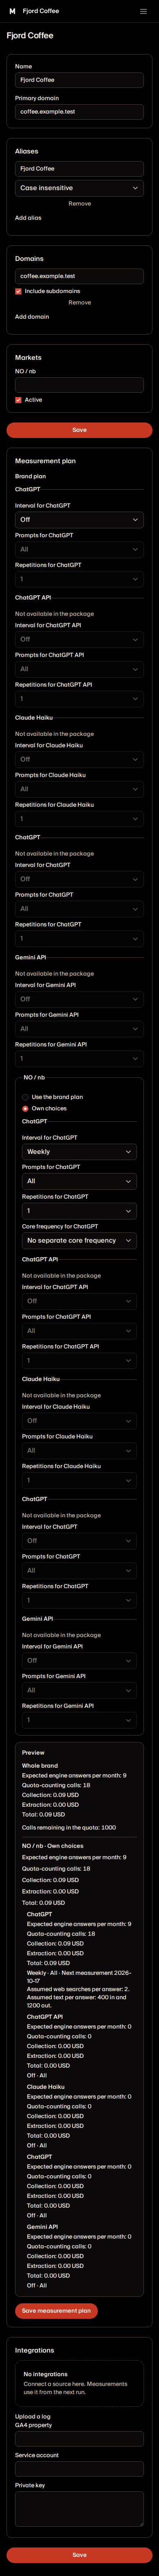 M Fjord Coffee
Fjord Coffee
Name
Fjord Coffee
Primary domain
coffee.example.test
Aliases
Fjord Coffee
Case insensitive
Remove
Add alias
Domains
coffee.example.test
Include subdomains
Remove
Add domain
Markets
NO / nb
Active
Save
Measurement plan
Brand plan
ChatGPT
Interval for ChatGPT
Off
Prompts for ChatGPT
All
Repetitions for ChatGPT
1
ChatGPT API
Not available in the package
Interval for ChatGPT API
Off
Prompts for ChatGPT API
All
Repetitions for ChatGPT API
1
Claude Haiku
Not available in the package
Interval for Claude Haiku
Off
Prompts for Claude Haiku
All
Repetitions for Claude Haiku
1
ChatGPT
Not available in the package
Interval for ChatGPT
Off
Prompts for ChatGPT
All
Repetitions for ChatGPT
1
Gemini API
Not available in the package
Interval for Gemini API
Off
Prompts for Gemini API
All
Repetitions for Gemini API
1
NO / nb
Use the brand plan
Own choices
ChatGPT
Interval for ChatGPT
Weekly
Prompts for ChatGPT
All
Repetitions for ChatGPT
1
Core frequency for ChatGPT
No separate core frequency
ChatGPT API
Not available in the package
Interval for ChatGPT API
Off
Prompts for ChatGPT API
All
Repetitions for ChatGPT API
1
Claude Haiku
Not available in the package
Interval for Claude Haiku
Off
Prompts for Claude Haiku
All
Repetitions for Claude Haiku
1
ChatGPT
Not available in the package
Interval for ChatGPT
Off
Prompts for ChatGPT
All
Repetitions for ChatGPT
1
Gemini API
Not available in the package
Interval for Gemini API
Off
Prompts for Gemini API
All
Repetitions for Gemini API
1
Preview
Whole brand
Expected engine answers per month: 9
Quota-counting calls: 18
Collection: 0.09 USD
Extraction: 0.00 USD
Total: 0.09 USD
Calls remaining in the quota: 1000
NO / nb · Own choices
Expected engine answers per month: 9
Quota-counting calls: 18
Collection: 0.09 USD
Extraction: 0.00 USD
Total: 0.09 USD
ChatGPT
Expected engine answers per month: 9
Quota-counting calls: 18
Collection: 0.09 USD
Extraction: 0.00 USD
Total: 0.09 USD
Weekly · All · Next measurement 2026-
10-17
Assumed web searches per answer: 2.
Assumed text per answer: 400 in and
1200 out.
ChatGPT API
Expected engine answers per month: 0
Quota-counting calls: 0
Collection: 0.00 USD
Extraction: 0.00 USD
Total: 0.00 USD
Off · All
Claude Haiku
Expected engine answers per month: 0
Quota-counting calls: 0
Collection: 0.00 USD
Extraction: 0.00 USD
Total: 0.00 USD
Off · All
ChatGPT
Expected engine answers per month: 0
Quota-counting calls: 0
Collection: 0.00 USD
Extraction: 0.00 USD
Total: 0.00 USD
Off · All
Gemini API
Expected engine answers per month: 0
Quota-counting calls: 0
Collection: 0.00 USD
Extraction: 0.00 USD
Total: 0.00 USD
Off · All
Save measurement plan
Integrations
No integrations
Connect a source here. Measurements
use it from the next run.
Upload a log
GA4 property
Service account
Private key
Save